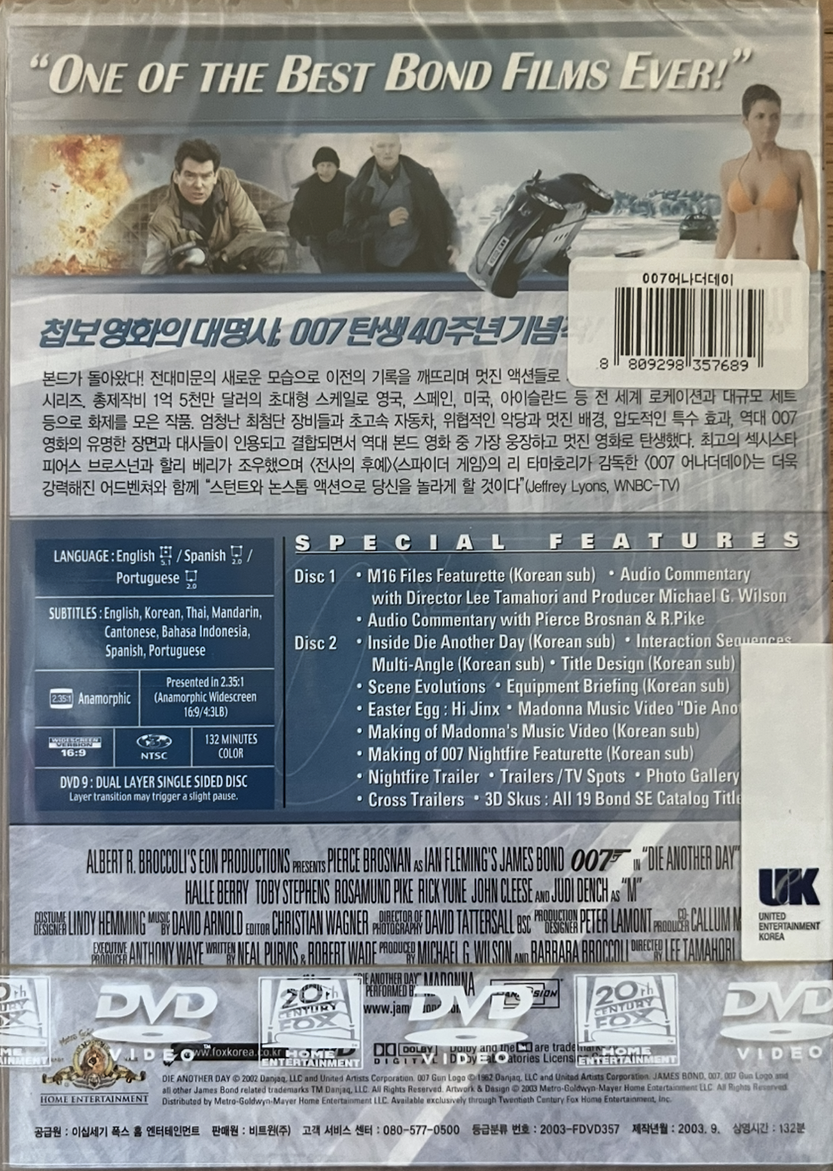 “ONE OF THE BEST BOND FILMS EVER!”
007어나더데이
8 809298 357689
첩보영화의 대명사, 007 탄생 40주년 기념작
본드가 돌아왔다! 전대미문의 새로운 모습으로 이전의 기록을 깨뜨리며 멋진 액션들로
시리즈. 총제작비 1억 5천만 달러의 초대형 스케일로 영국, 스페인, 미국, 아이슬란드 등 전 세계 로케이션과 대규모 세트
등으로 화제를 모은 작품. 엄청난 최첨단 장비들과 초고속 자동차, 위협적인 악당과 멋진 배경, 압도적인 특수 효과, 역대 007
영화의 유명한 장면과 대사들이 인용되고 결합되면서 역대 본드 영화 중 가장 웅장하고 멋진 영화로 탄생했다. 최고의 섹시스타
피어스 브로스넌과 할리 베리가 조우했으며 〈전사의 후예〉〈스파이더 게임〉의 리 타마호리가 감독한 〈007 어나더데이〉는 더욱
강력해진 어드벤쳐와 함께 “스턴트와 논스톱 액션으로 당신을 놀라게 할 것이다”(Jeffrey Lyons, WNBC-TV)
LANGUAGE : English 5.1 / Spanish 2.0 /
Portuguese 2.0
SUBTITLES : English, Korean, Thai, Mandarin,
Cantonese, Bahasa Indonesia,
Spanish, Portuguese
2.35:1 Anamorphic
Presented in 2.35:1
(Anamorphic Widescreen
16:9/4:3LB)
WIDESCREEN VERSION
16:9
NTSC
132 MINUTES
COLOR
DVD 9 : DUAL LAYER SINGLE SIDED DISC
Layer transition may trigger a slight pause.
SPECIAL FEATURES
Disc 1 • M16 Files Featurette (Korean sub) • Audio Commentary
with Director Lee Tamahori and Producer Michael G. Wilson
• Audio Commentary with Pierce Brosnan & R.Pike
Disc 2 • Inside Die Another Day (Korean sub) • Interaction Sequences
Multi-Angle (Korean sub) • Title Design (Korean sub)
• Scene Evolutions • Equipment Briefing (Korean sub)
• Easter Egg : Hi Jinx • Madonna Music Video "Die Ano
• Making of Madonna's Music Video (Korean sub)
• Making of 007 Nightfire Featurette (Korean sub)
• Nightfire Trailer • Trailers / TV Spots • Photo Gallery
• Cross Trailers • 3D Skus : All 19 Bond SE Catalog Title
ALBERT R. BROCCOLI'S EON PRODUCTIONS PRESENTS PIERCE BROSNAN AS IAN FLEMING'S JAMES BOND 007 IN "DIE ANOTHER DAY"
HALLE BERRY TOBY STEPHENS ROSAMUND PIKE RICK YUNE JOHN CLEESE AND JUDI DENCH AS "M"
COSTUME DESIGNER LINDY HEMMING MUSIC BY DAVID ARNOLD EDITOR CHRISTIAN WAGNER DIRECTOR OF PHOTOGRAPHY DAVID TATTERSALL BSC PRODUCTION DESIGNER PETER LAMONT CO-PRODUCER CALLUM M
EXECUTIVE PRODUCER ANTHONY WAYE WRITTEN BY NEAL PURVIS & ROBERT WADE PRODUCED BY MICHAEL G. WILSON AND BARBARA BROCCOLI DIRECTED BY LEE TAMAHORI
UK
UNITED
ENTERTAINMENT
KOREA
"DIE ANOTHER DAY" PERFORMED BY MADONNA
DVD VIDEO
20th CENTURY FOX HOME ENTERTAINMENT
DVD VIDEO
20th CENTURY FOX HOME ENTERTAINMENT
DVD VIDEO
www.foxkorea.co.kr
HOME ENTERTAINMENT
DIE ANOTHER DAY © 2002 Danjaq, LLC and United Artists Corporation. 007 Gun Logo © 1962 Danjaq, LLC and United Artists Corporation. JAMES BOND, 007, 007 Gun Logo and
all other James Bond related trademarks TM Danjaq, LLC. All Rights Reserved. Artwork & Design © 2003 Metro-Goldwyn-Mayer Home Entertainment LLC. All Rights Reserved.
Distributed by Metro-Goldwyn-Mayer Home Entertainment LLC. Available exclusively through Twentieth Century Fox Home Entertainment, Inc.
공급원 : 이십세기 폭스 홈 엔터테인먼트 판매원 : 비트윈(주) 고객 서비스 센터 : 080-577-0500 등급분류 번호 : 2003-FDVD357 제작년월 : 2003. 9. 상영시간 : 132분